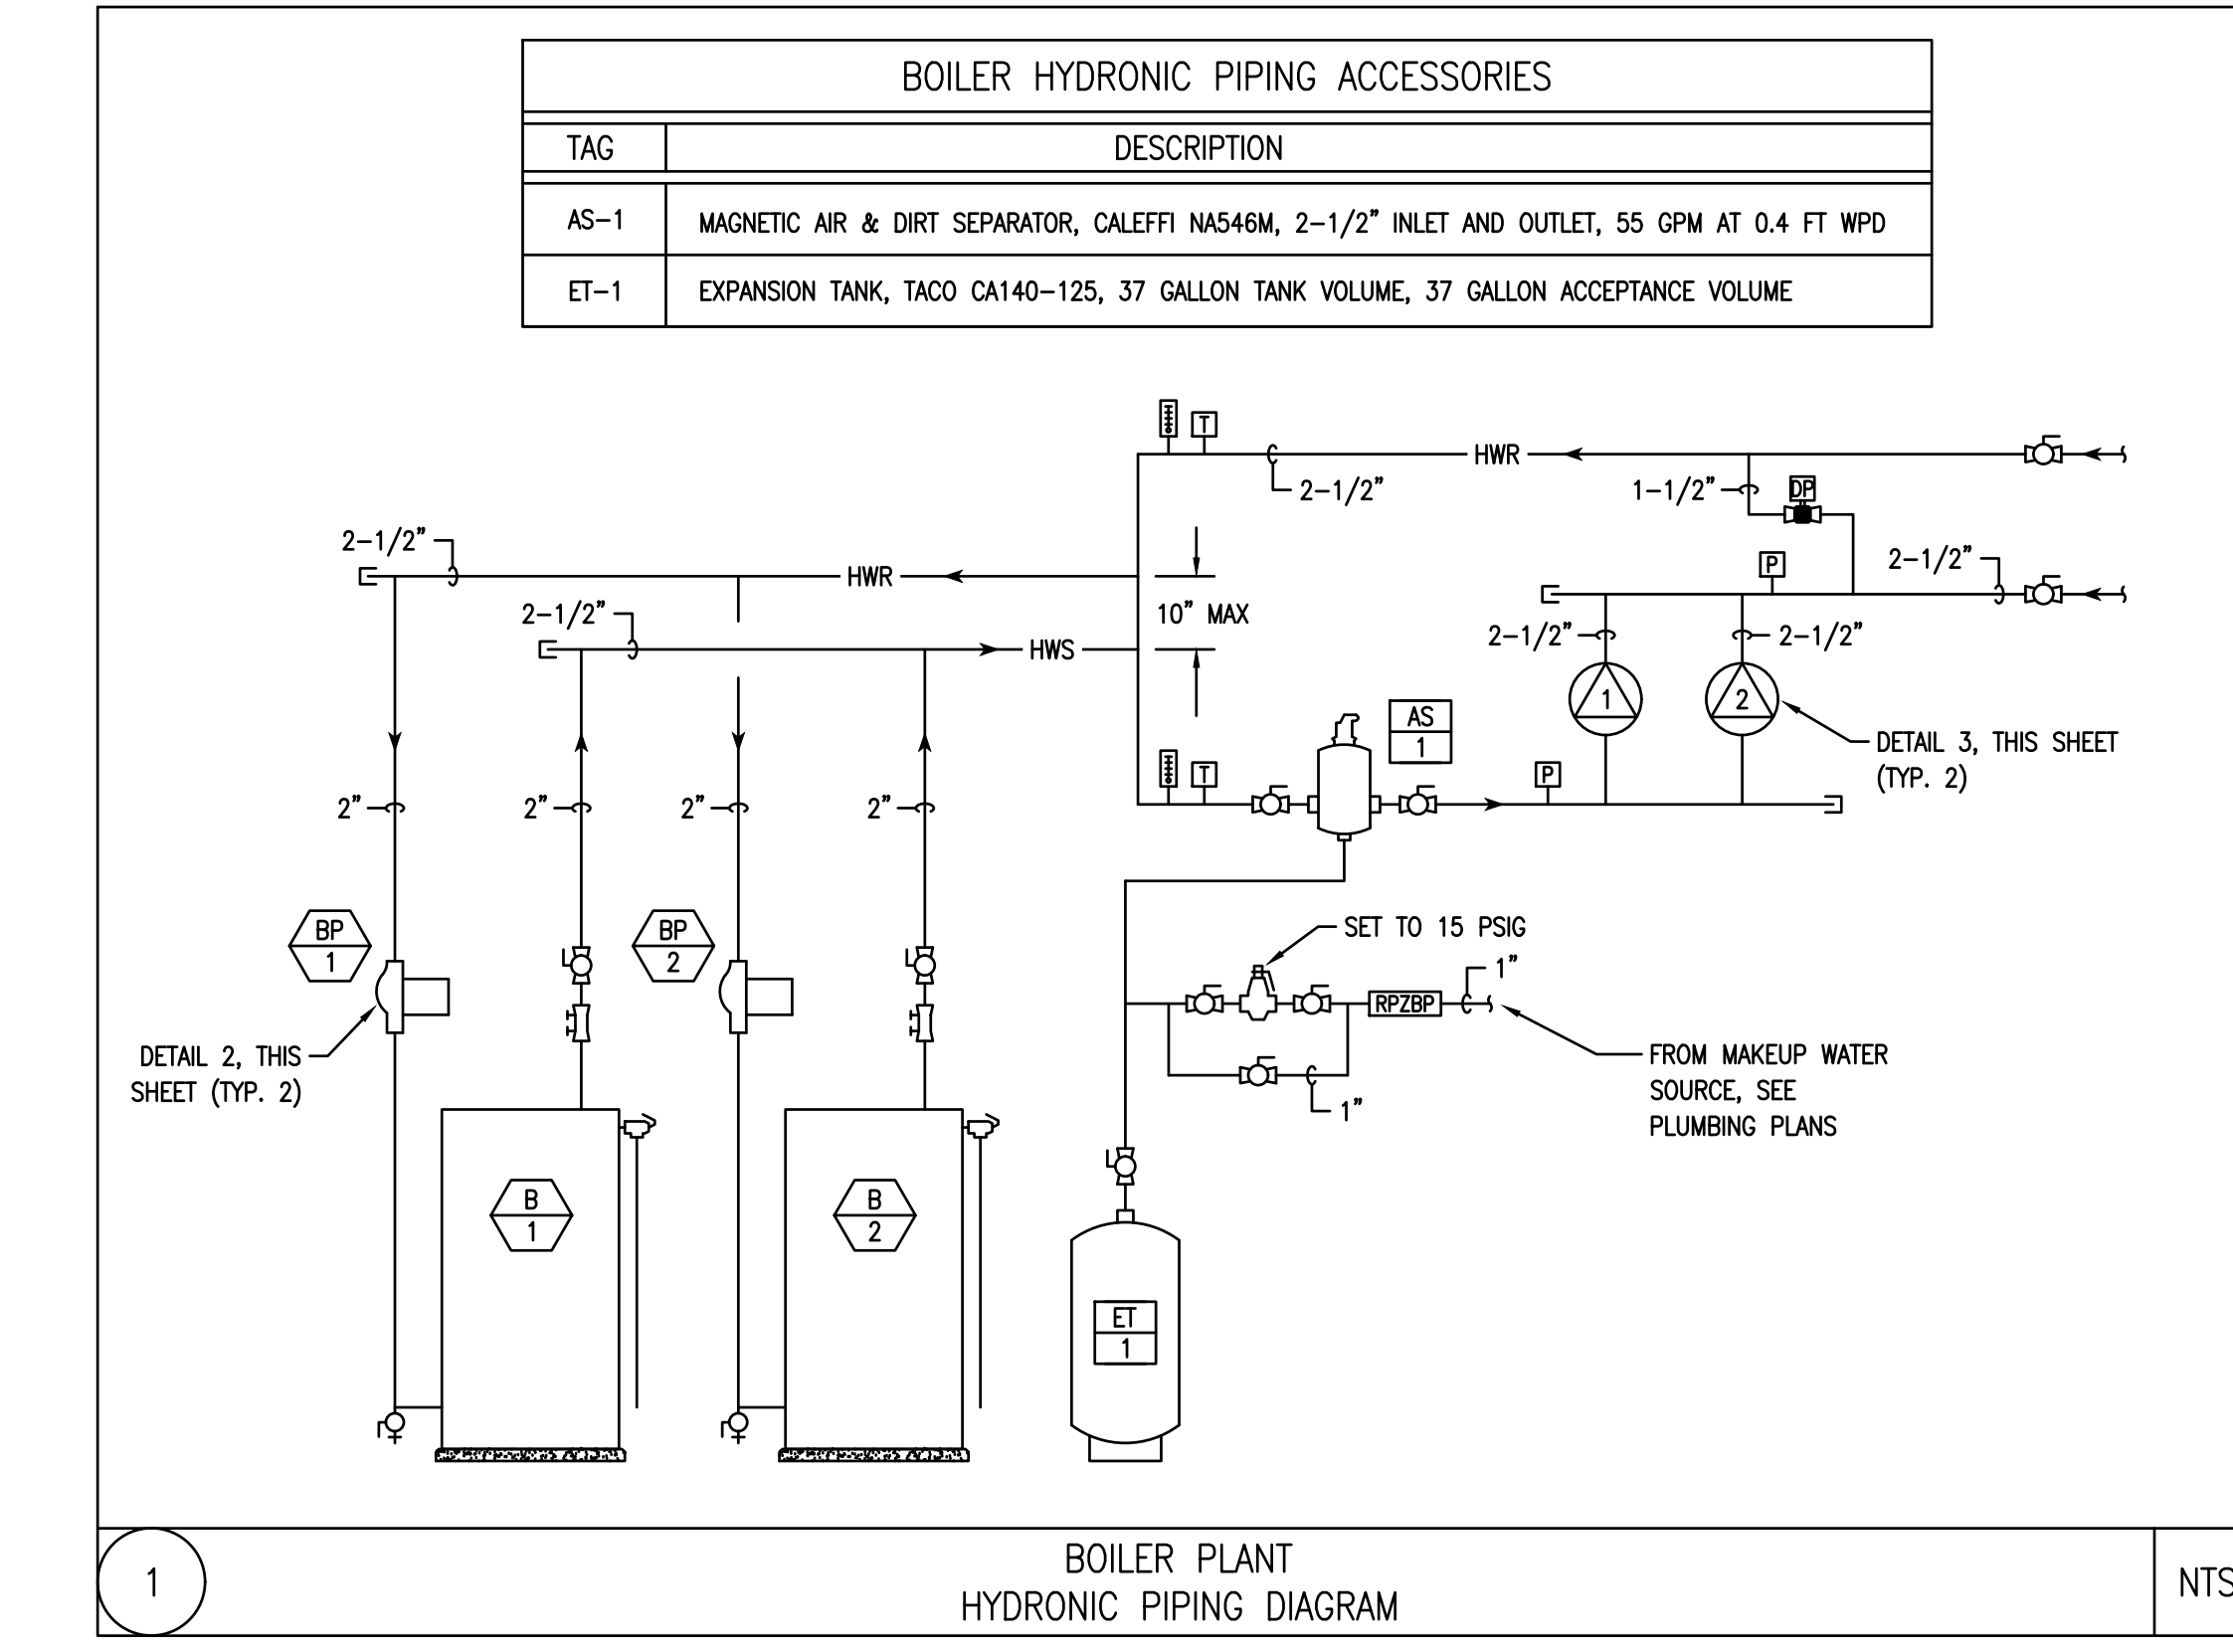 BOILER HYDRONIC PIPING ACCESSORIES
TAG DESCRIPTION
AS-1 MAGNETIC AIR & DIRT SEPARATOR, CALEFFI NA546M, 2-1/2" INLET AND OUTLET, 55 GPM AT 0.4 FT WPD
ET-1 EXPANSION TANK, TACO CA140-125, 37 GALLON TANK VOLUME, 37 GALLON ACCEPTANCE VOLUME
T
HWR
2-1/2"
1-1/2"
DP
2-1/2"
HWR
P
2-1/2"
2-1/2"
10" MAX
2-1/2"
2-1/2"
HWS
1
2
AS
1
DETAIL 3, THIS SHEET
(TYP. 2)
T
P
2"
2"
2"
2"
BP
1
BP
2
SET TO 15 PSIG
1"
RPZBP
DETAIL 2, THIS
SHEET (TYP. 2)
FROM MAKEUP WATER
SOURCE, SEE
PLUMBING PLANS
1"
B
1
B
2
ET
1
1
BOILER PLANT
HYDRONIC PIPING DIAGRAM
NTS